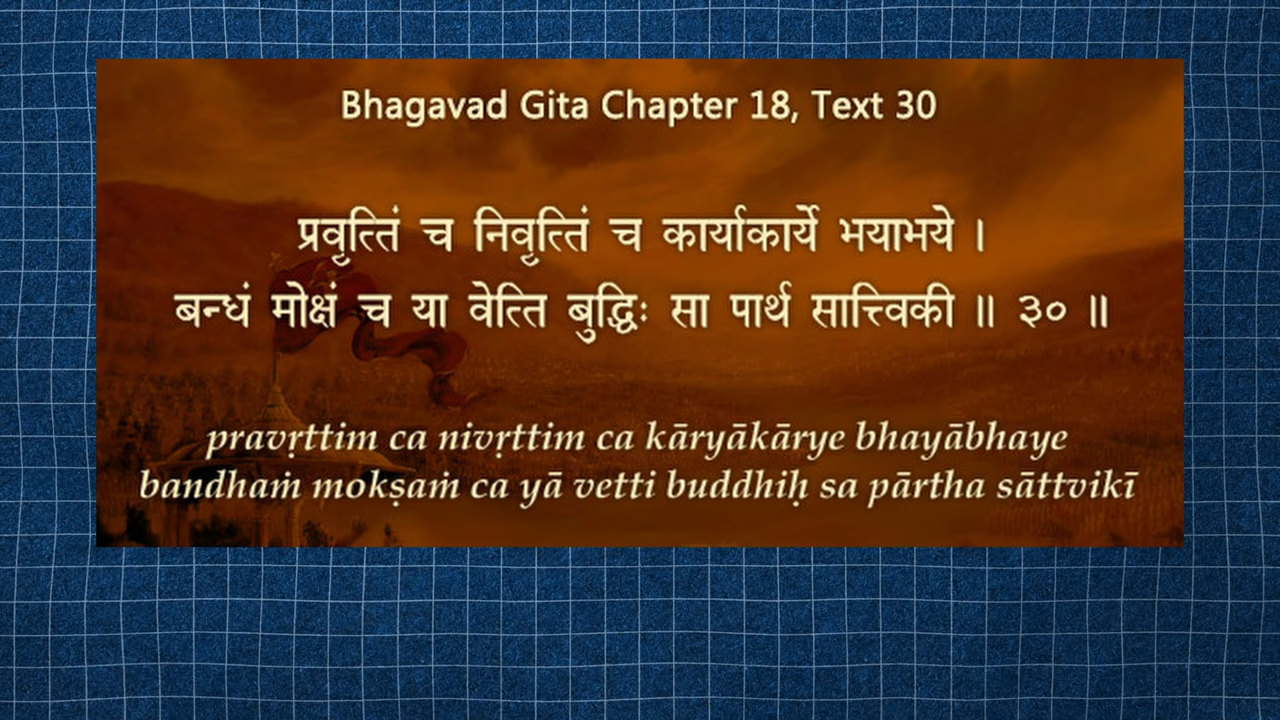 Bhagavad Gita Chapter 18, Text 30
प्रवृत्तिं च निवृत्तिं च कार्याकार्ये भयाभये ।
बन्धं मोक्षं च या वेत्ति बुद्धिः सा पार्थ सात्त्विकी ॥ ३० ॥
pravṛttim ca nivṛttim ca kāryākārye bhayābhaye
bandhaṁ mokṣaṁ ca yā vetti buddhiḥ sa pārtha sāttvikī